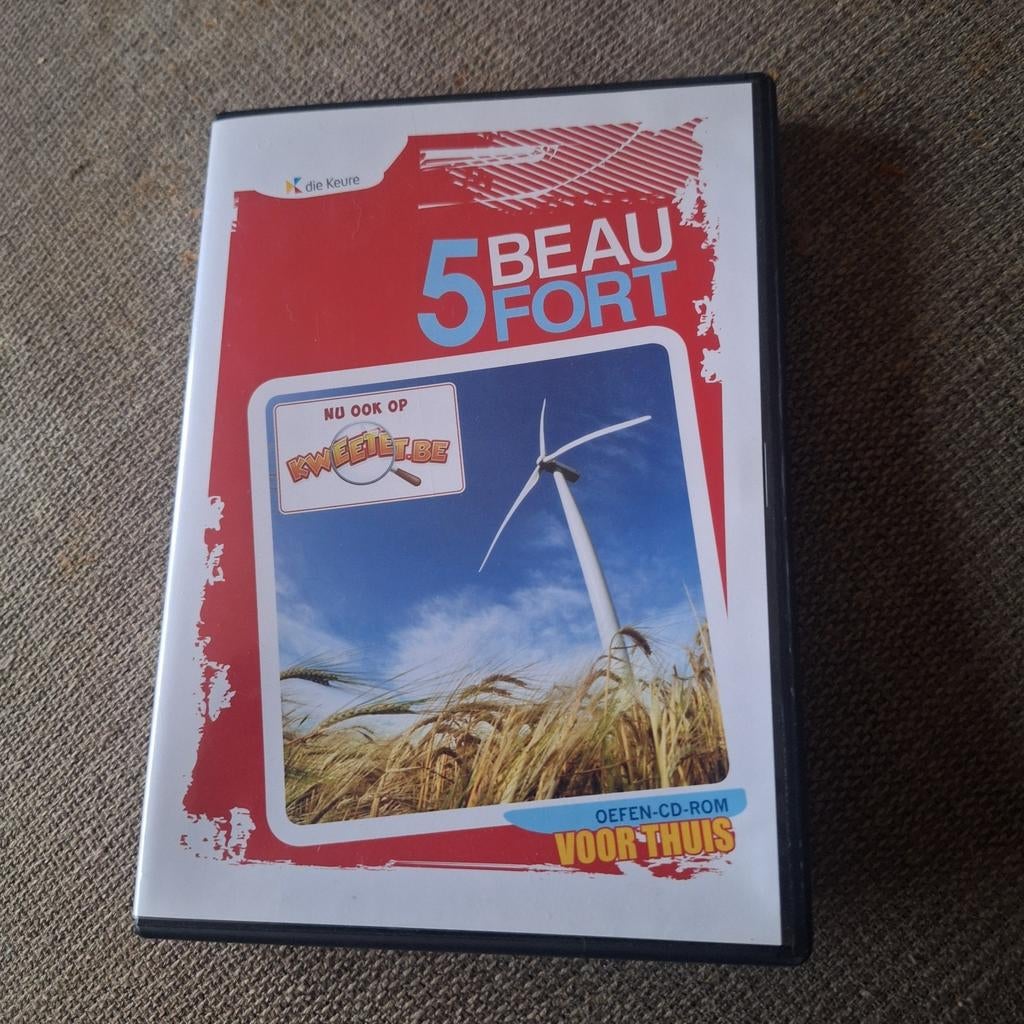 die Keure
5 BEAU
FORT
NU OOK OP
KWEETET.BE
OEFEN-CD-ROM
VOOR THUIS